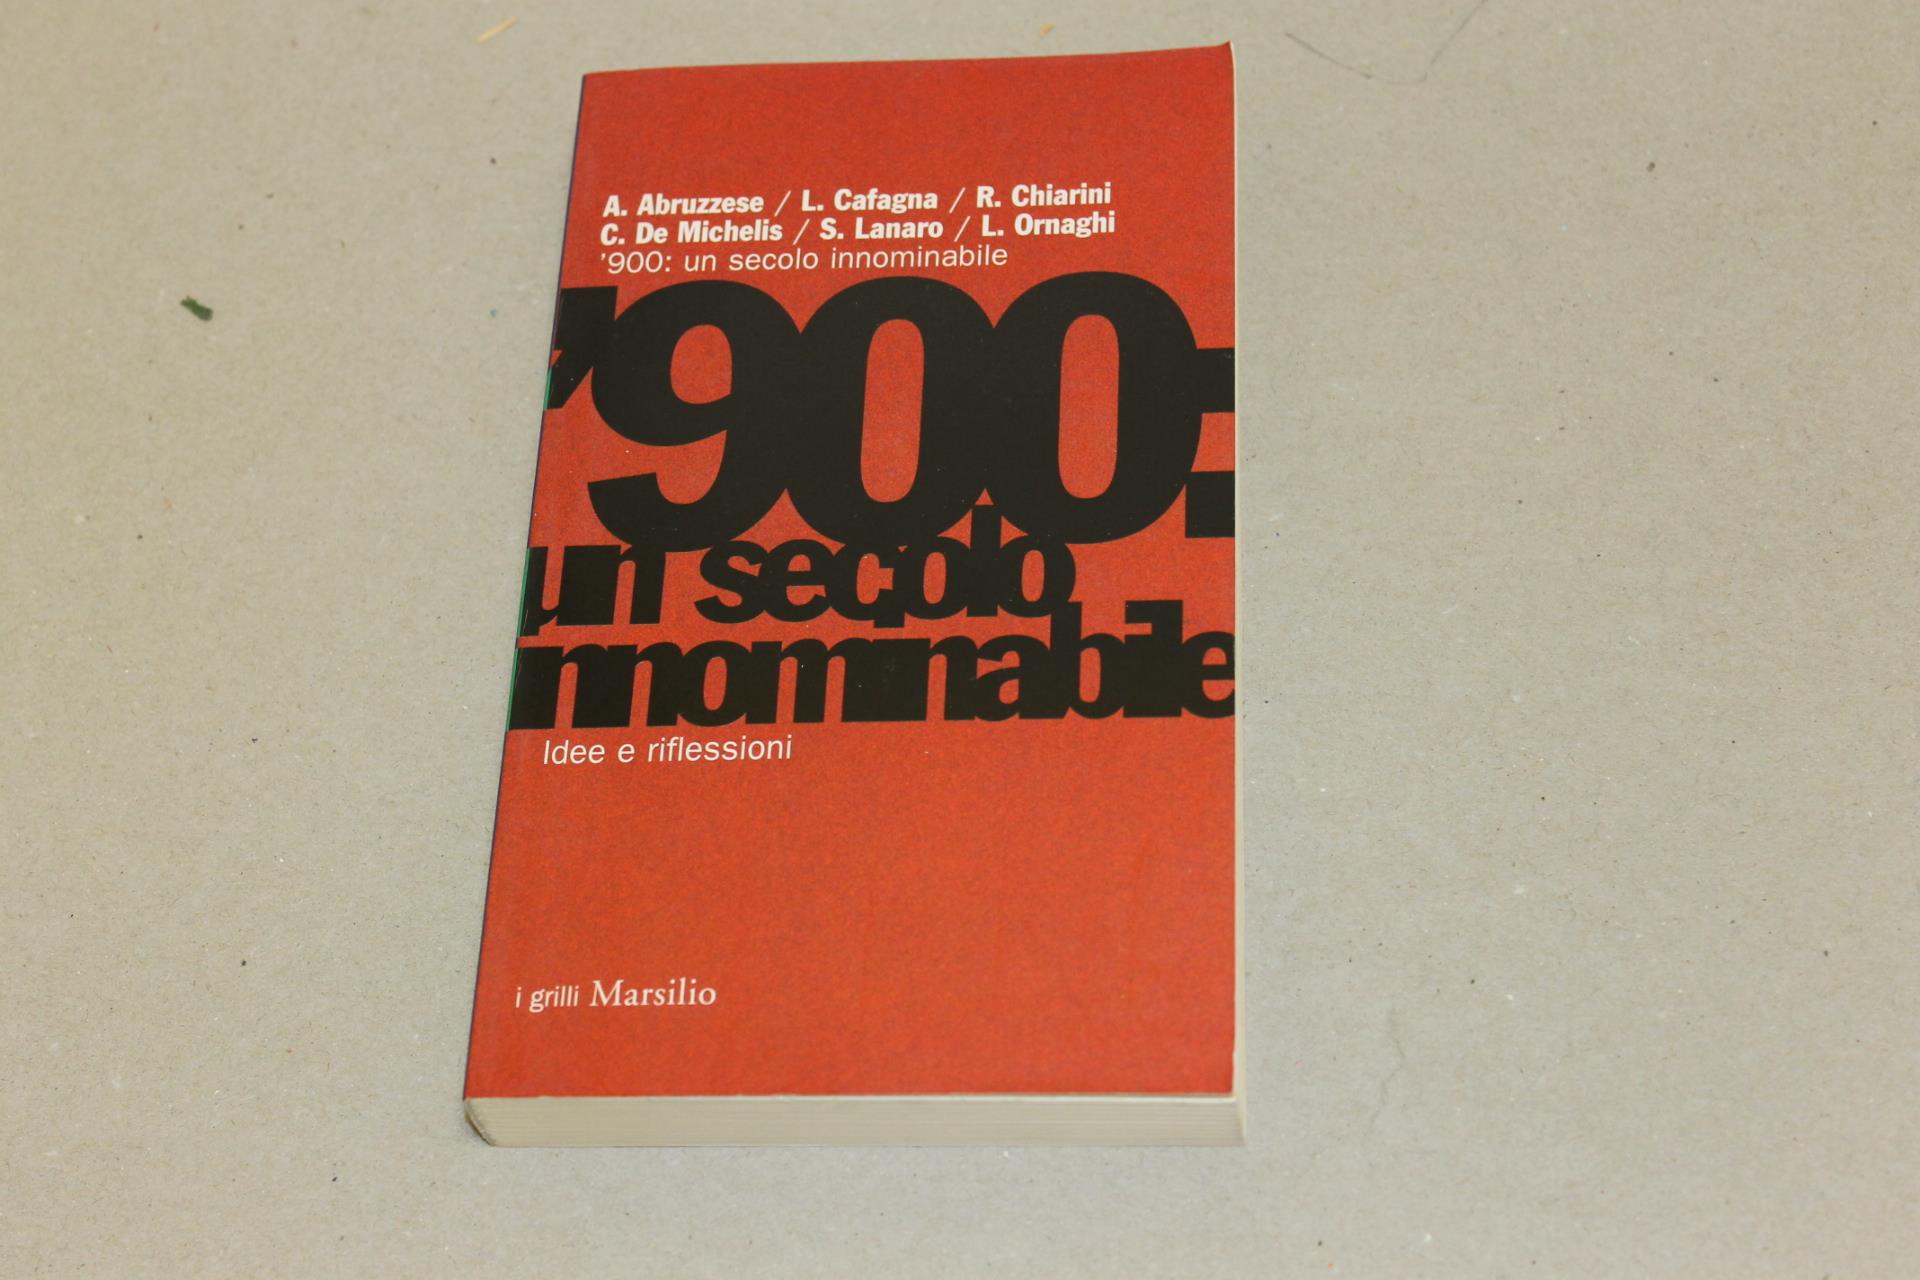 A. Abruzzese / L. Cafagna / R. Chiarini
C. De Michelis / S. Lanaro / L. Ornaghi
’900: un secolo innominabile
’900:
un secolo
innominabile
Idee e riflessioni
i grilli Marsilio